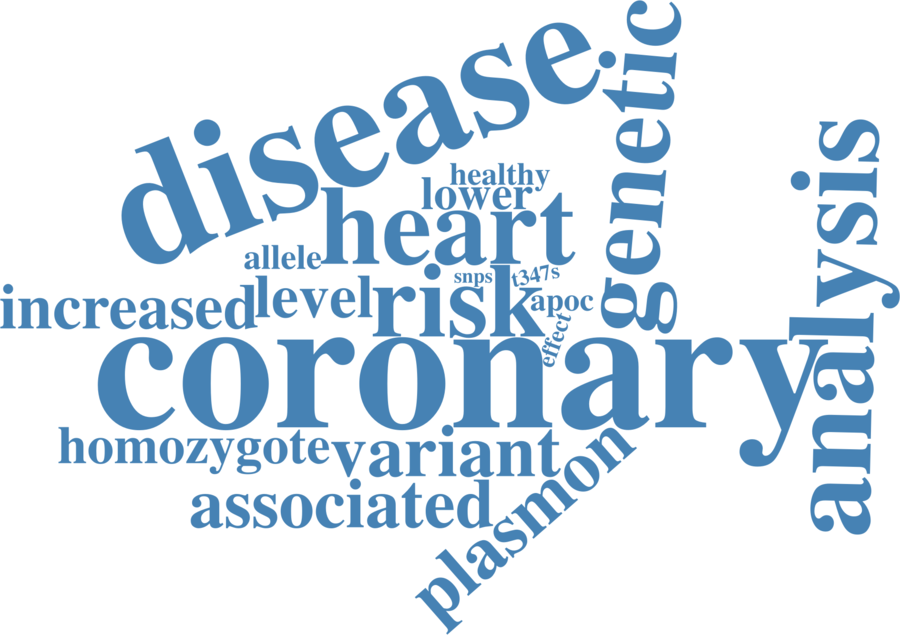 disease
genetic
analysis
healthy
lower
heart
allele
snps
t347s
increased
level
risk
apoc
effect
coronary
homozygote
variant
associated
plasmon